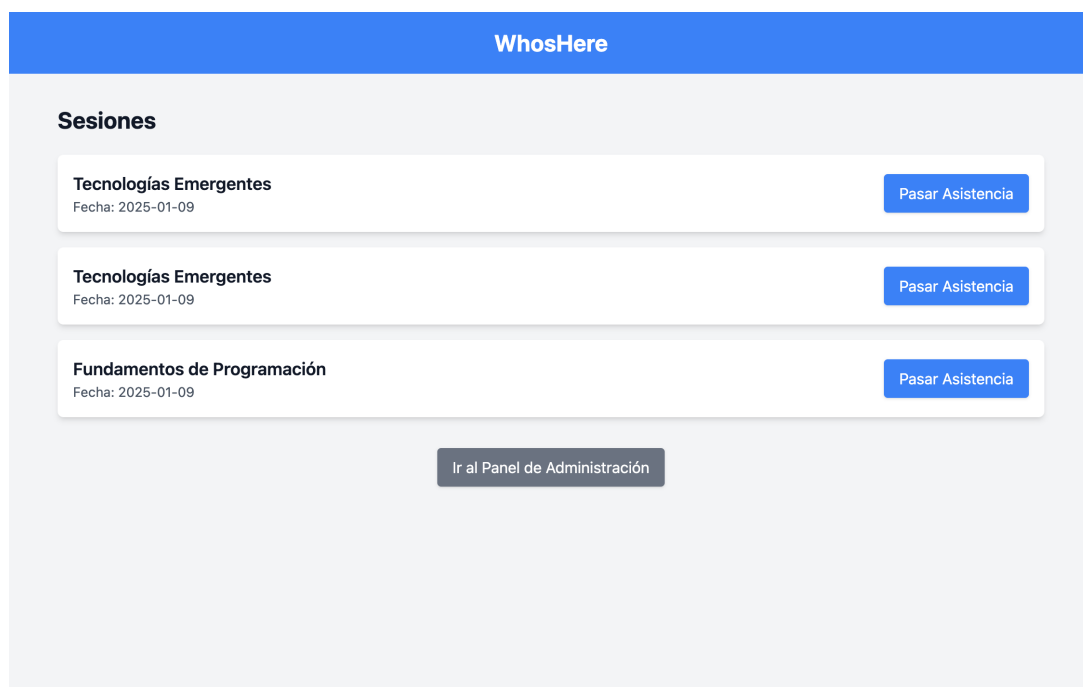 WhosHere
Sesiones
Tecnologías Emergentes
Fecha: 2025-01-09
Pasar Asistencia
Tecnologías Emergentes
Fecha: 2025-01-09
Pasar Asistencia
Fundamentos de Programación
Fecha: 2025-01-09
Pasar Asistencia
Ir al Panel de Administración